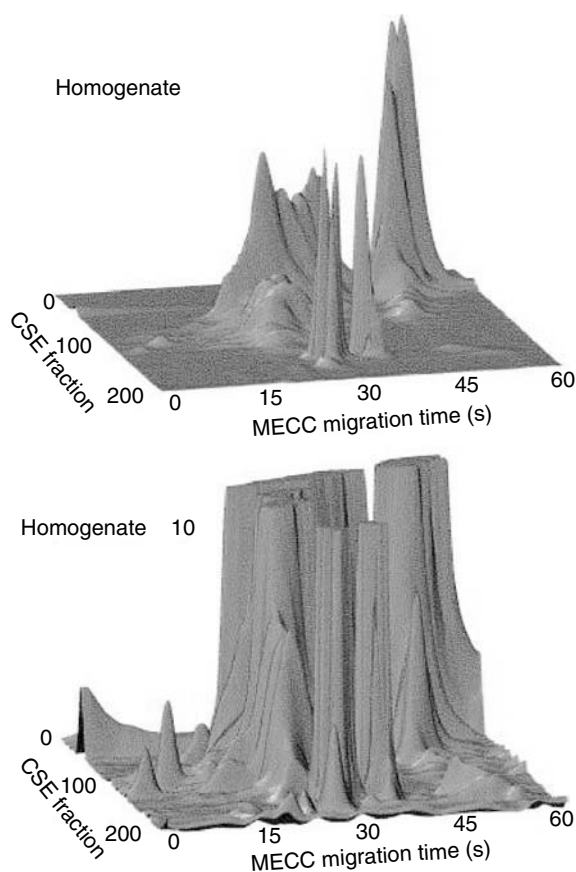 Homogenate
0
100
200
CSE fraction
0 15 30 45 60
MECC migration time (s)
Homogenate 10
0
100
200
CSE fraction
0 15 30 45 60
MECC migration time (s)